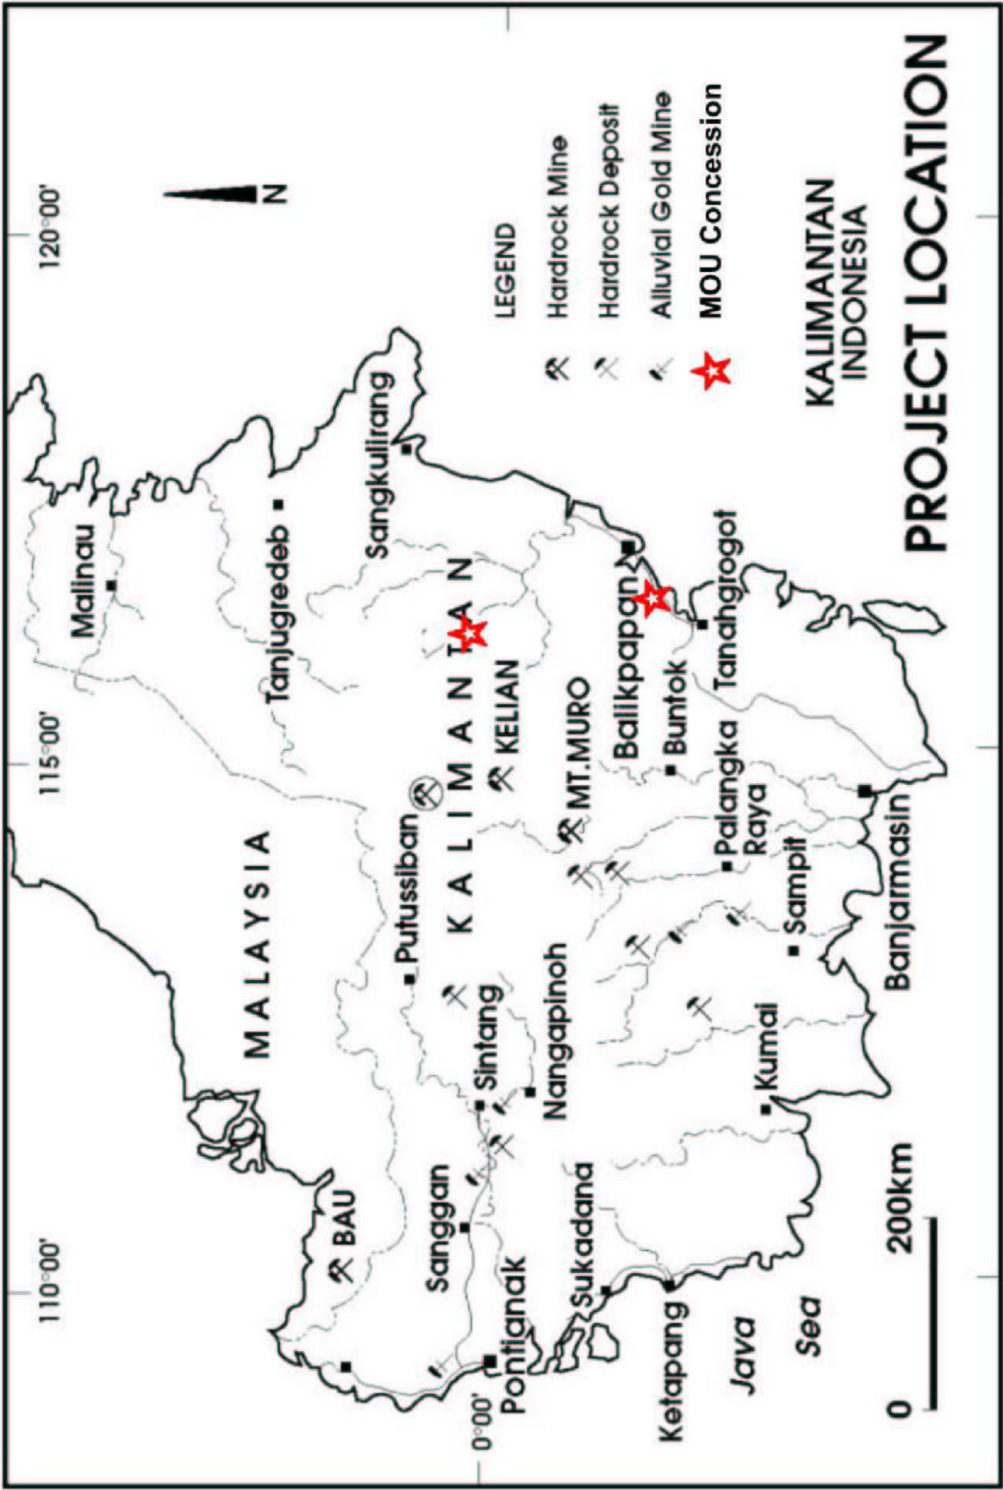 120°00'
115°00'
110°00'
0°00'
N
LEGEND
Hardrock Mine
Hardrock Deposit
Alluvial Gold Mine
MOU Concession
KALIMANTAN
INDONESIA
PROJECT LOCATION
Malinau
Tanjugredeb
Sangkulirang
MALAYSIA
Putussiban
KALIMANTAN
KELIAN
MT.MURO
Balikpapan
Buntok
Tanahgrogot
Palangka
Raya
Sampit
Banjarmasin
BAU
Sanggan
Sintang
Nangapinoh
Kumai
Pontianak
Sukadana
Ketapang
Java
Sea
0 200km